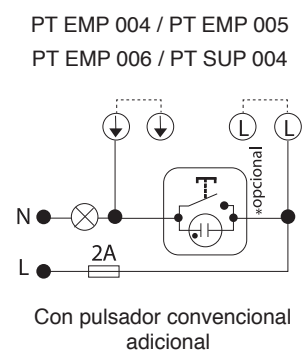 PT EMP 004 / PT EMP 005
PT EMP 006 / PT SUP 004
L L
*opcional
N
2A
L
Con pulsador convencional
adicional